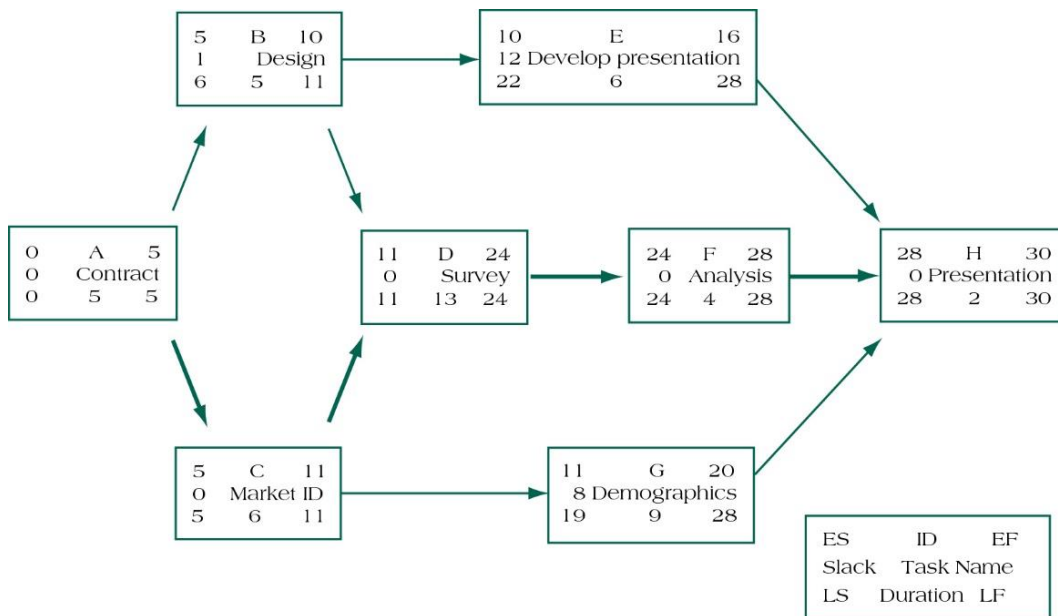 5 B 10
1 Design
6 5 11
10 E 16
12 Develop presentation
22 6 28
0 A 5
0 Contract
0 5 5
11 D 24
0 Survey
11 13 24
24 F 28
0 Analysis
24 4 28
28 H 30
0 Presentation
28 2 30
5 C 11
0 Market ID
5 6 11
11 G 20
8 Demographics
19 9 28
ES ID EF
Slack Task Name
LS Duration LF